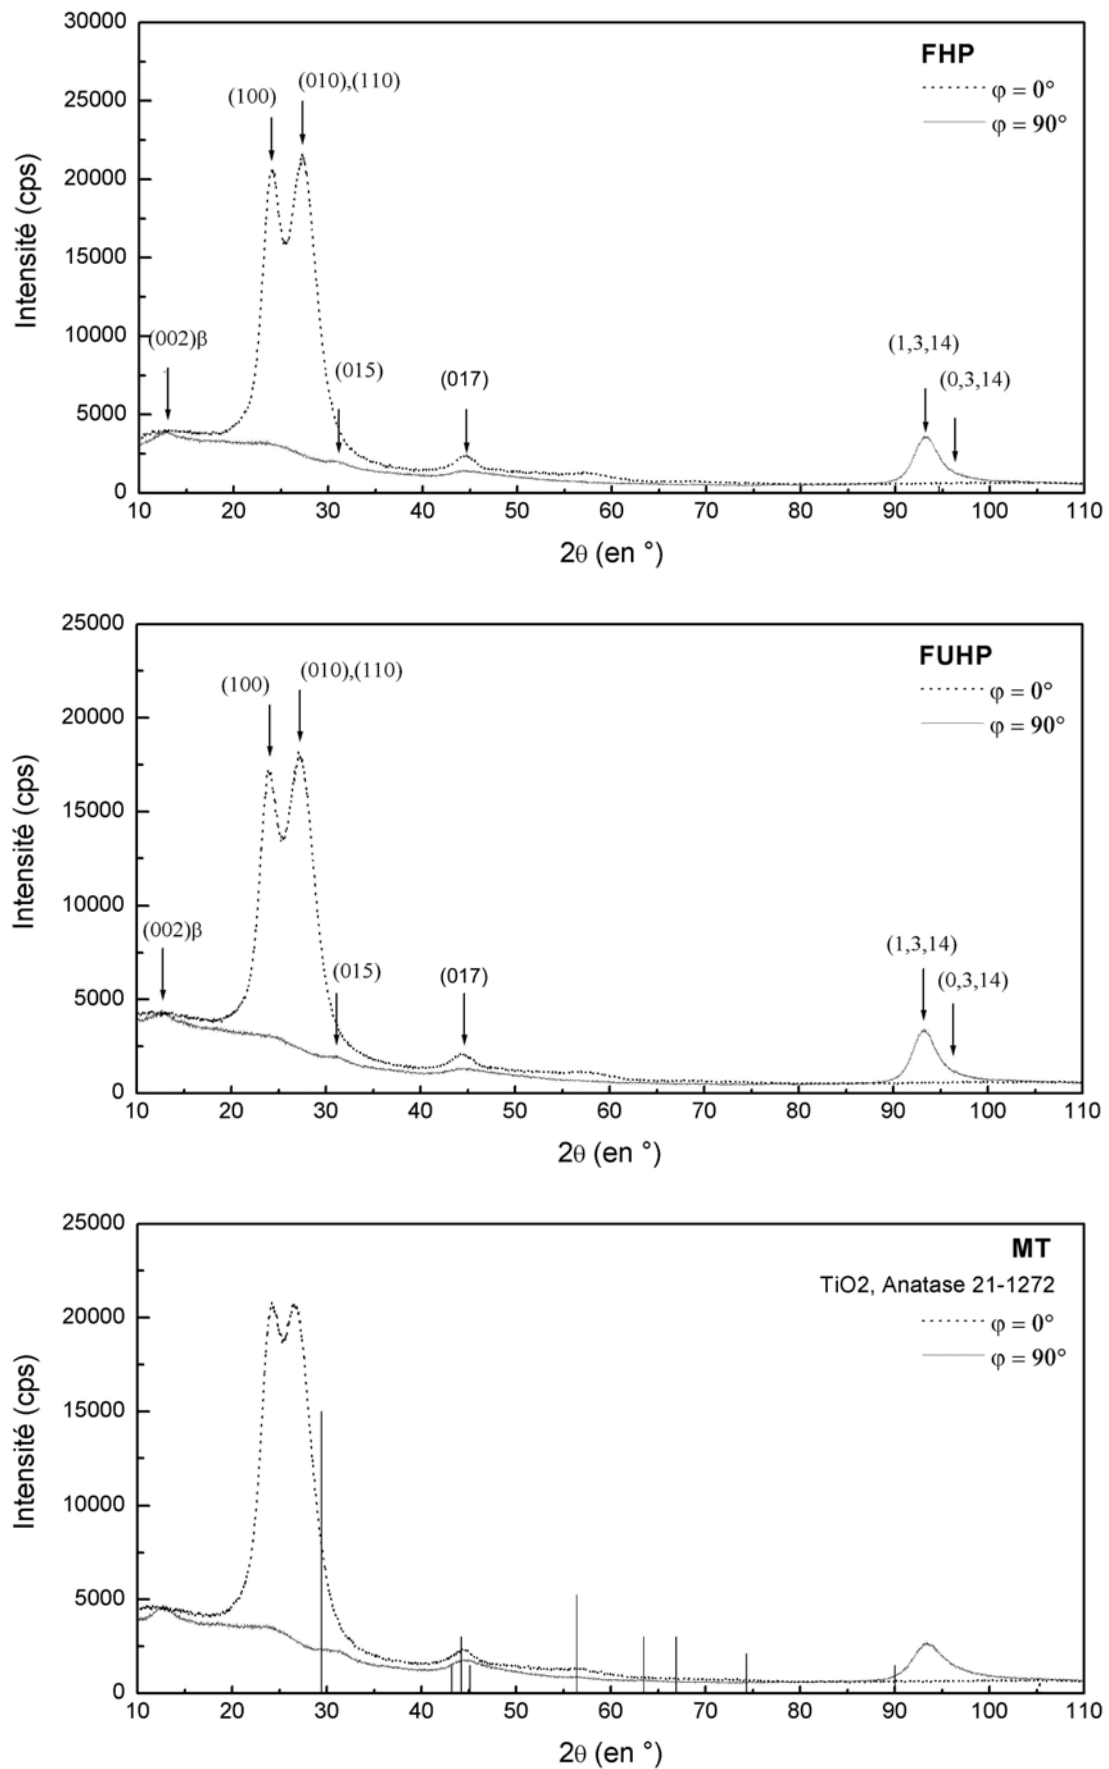 30000
25000
20000
15000
10000
5000
0
Intensité (cps)
FHP
φ = 0°
φ = 90°
(010),(110)
(100)
(002)β
(015)
(017)
(1,3,14)
(0,3,14)
10 20 30 40 50 60 70 80 90 100 110
2θ (en °)
25000
20000
15000
10000
5000
0
Intensité (cps)
FUHP
φ = 0°
φ = 90°
(010),(110)
(100)
(002)β
(015)
(017)
(1,3,14)
(0,3,14)
10 20 30 40 50 60 70 80 90 100 110
2θ (en °)
25000
20000
15000
10000
5000
0
Intensité (cps)
MT
TiO2, Anatase 21-1272
φ = 0°
φ = 90°
10 20 30 40 50 60 70 80 90 100 110
2θ (en °)